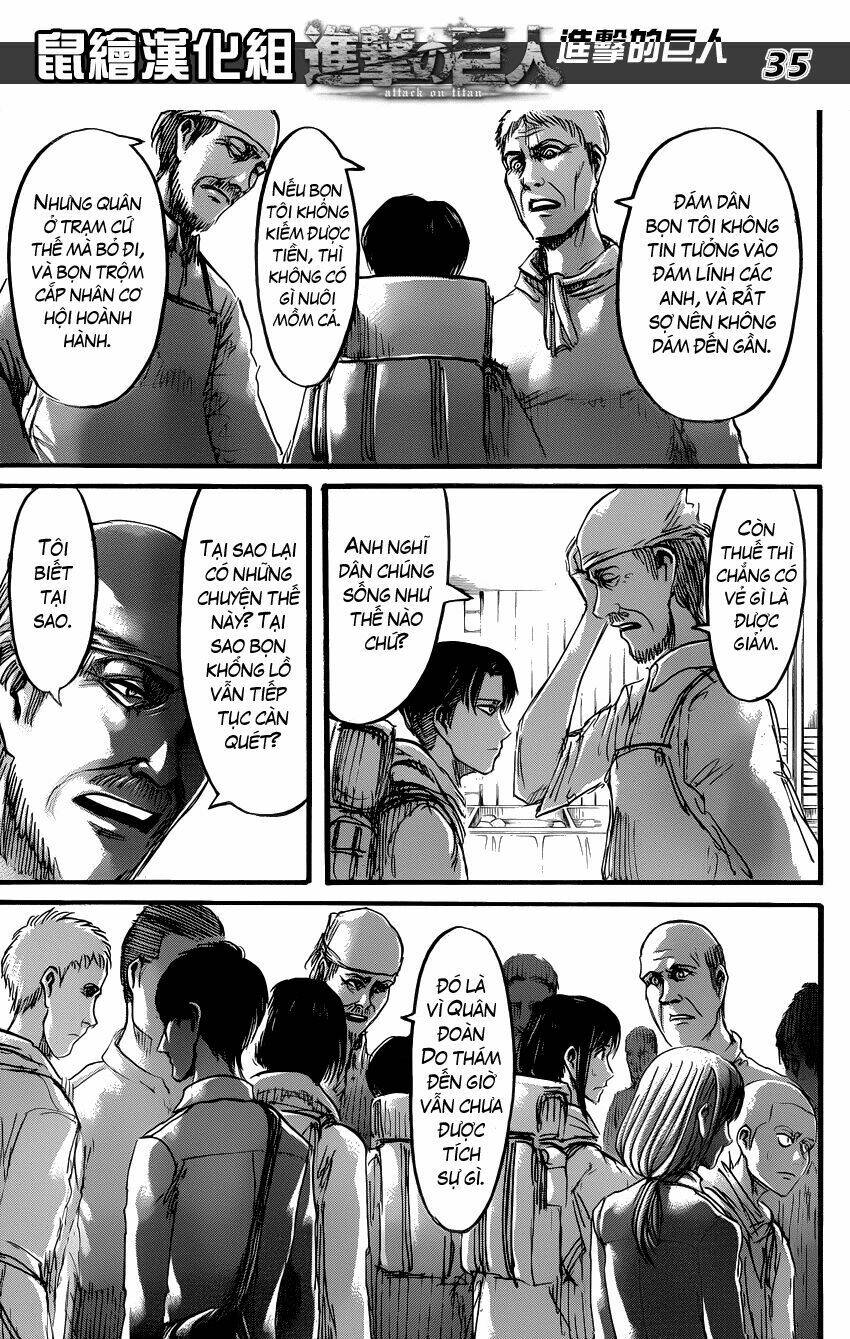 鼠繪漢化組
進撃の巨人
attack on titan
進擊的巨人
35
ĐÁM DÂN
BỌN TÔI KHÔNG
TIN TƯỞNG VÀO
ĐÁM LÍNH CÁC
ANH, VÀ RẤT
SỢ NÊN KHÔNG
DÁM ĐẾN GẦN.
NẾU BỌN
TÔI KHÔNG
KIẾM ĐƯỢC
TIỀN, THÌ
KHÔNG CÓ
GÌ NUÔI
MỒM CẢ.
NHƯNG QUÂN
Ở TRẠM CỨ
THẾ MÀ BỎ ĐI,
VÀ BỌN TRỘM
CẮP NHÂN CƠ
HỘI HOÀNH
HÀNH.
CÒN
THUẾ THÌ
CHẲNG CÓ
VẺ GÌ LÀ
ĐƯỢC
GIẢM.
ANH NGHĨ
DÂN CHÚNG
SỐNG NHƯ
THẾ NÀO
CHỨ?
TẠI SAO LẠI
CÓ NHỮNG
CHUYỆN THẾ
NÀY? TẠI
SAO BỌN
KHỔNG LỒ
VẪN TIẾP
TỤC CÀN
QUÉT?
TÔI
BIẾT
TẠI
SAO.
ĐÓ LÀ
VÌ QUÂN
ĐOÀN
DO THÁM
ĐẾN GIỜ
VẪN CHƯA
ĐƯỢC
TÍCH
SỰ GÌ.